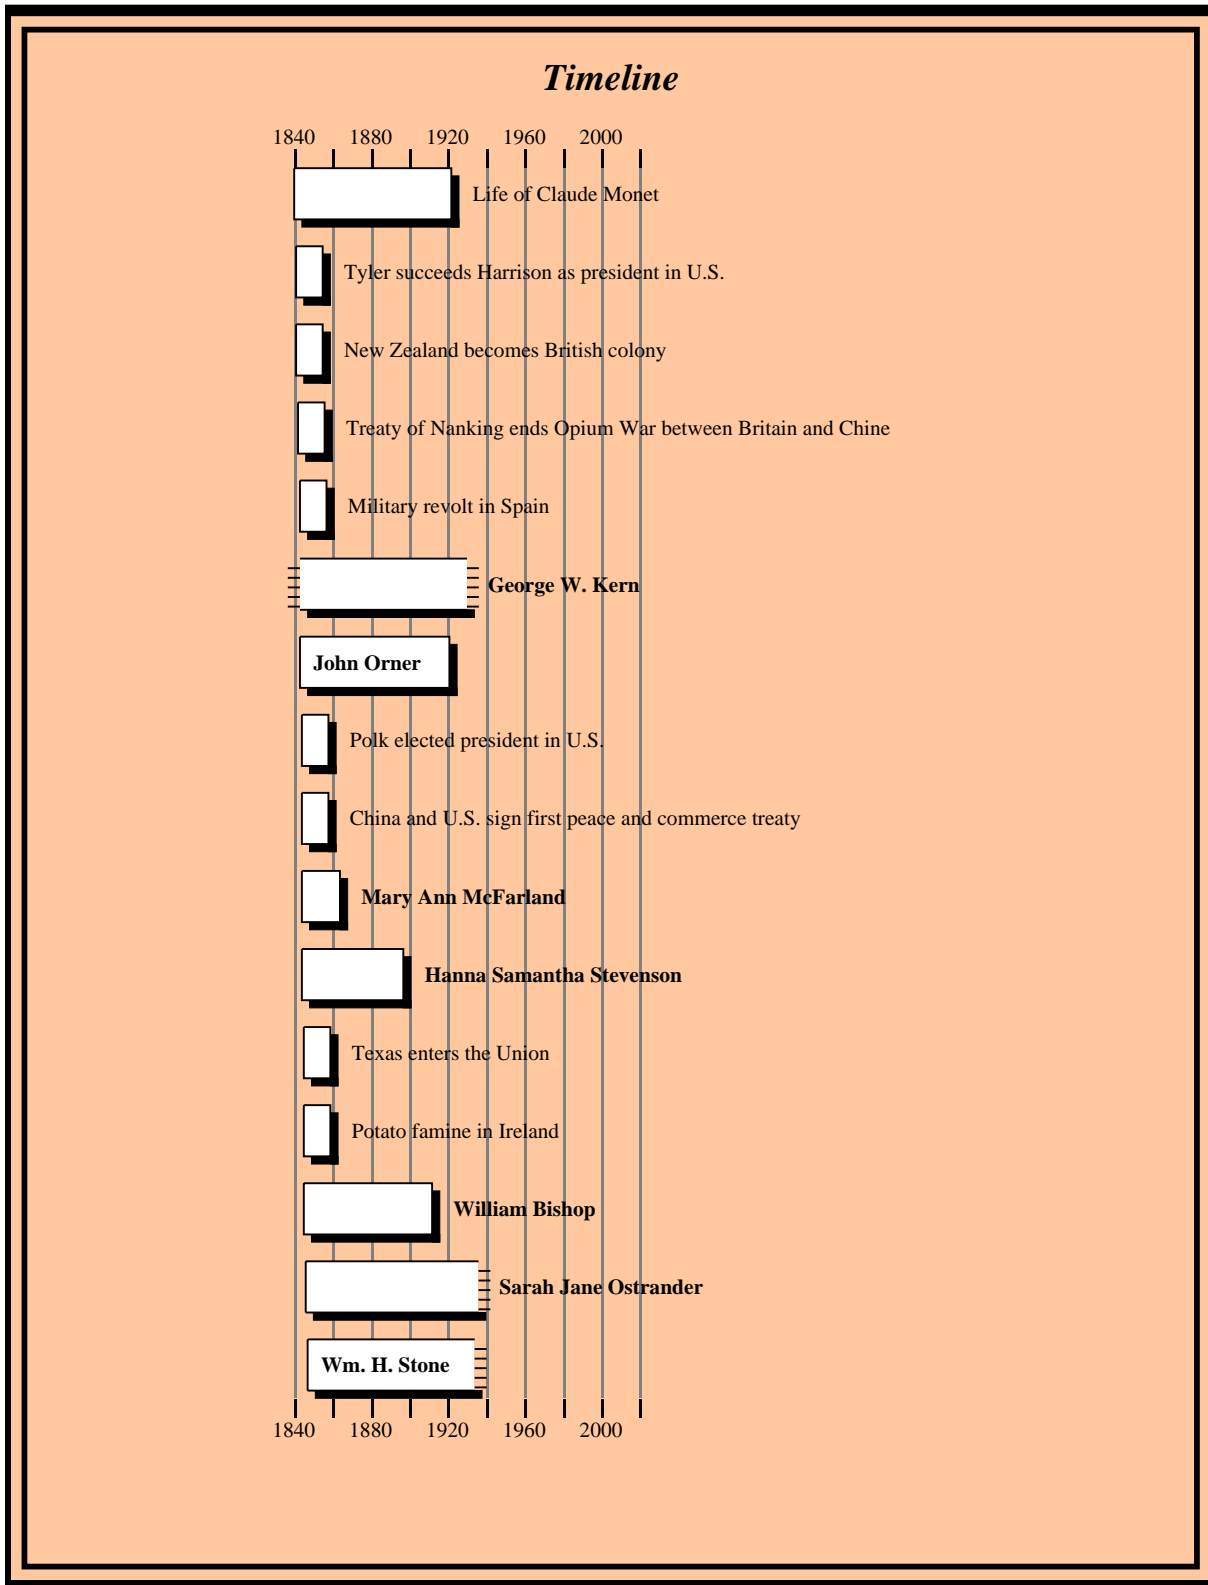 Timeline
1840 1880 1920 1960 2000
Life of Claude Monet
Tyler succeeds Harrison as president in U.S.
New Zealand becomes British colony
Treaty of Nanking ends Opium War between Britain and Chine
Military revolt in Spain
George W. Kern
John Orner
Polk elected president in U.S.
China and U.S. sign first peace and commerce treaty
Mary Ann McFarland
Hanna Samantha Stevenson
Texas enters the Union
Potato famine in Ireland
William Bishop
Sarah Jane Ostrander
Wm. H. Stone
1840 1880 1920 1960 2000